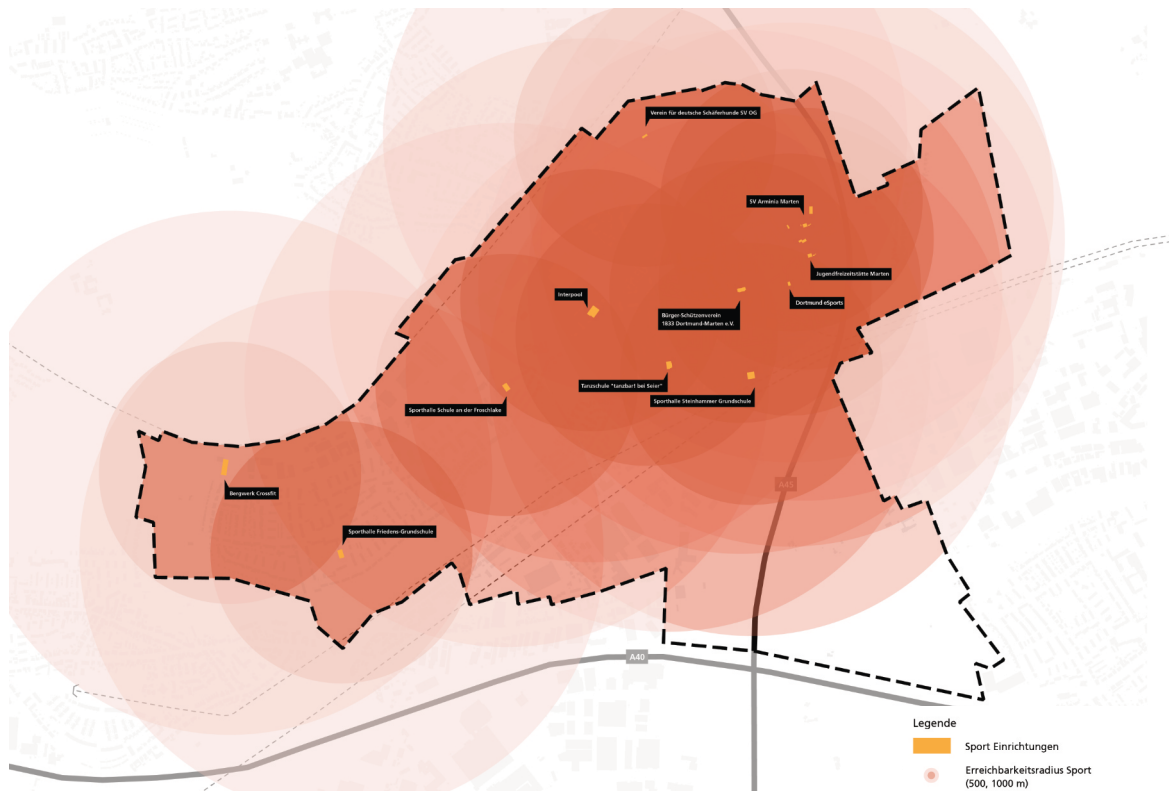 Verein für deutsche Schäferhunde SV OG
SV Arminia Marten
Jugendfreizeitstätte Marten
Interpool
Dortmund eSports
Bürger-Schützenverein
1833 Dortmund-Marten e.V.
Tanzschule "tanzbar! bei Seier"
Sporthalle Steinhammer Grundschule
Sporthalle Schule an der Froschlake
A45
Bergwerk Crossfit
Sporthalle Friedens-Grundschule
A40
Legende
Sport Einrichtungen
Erreichbarkeitsradius Sport
(500, 1000 m)